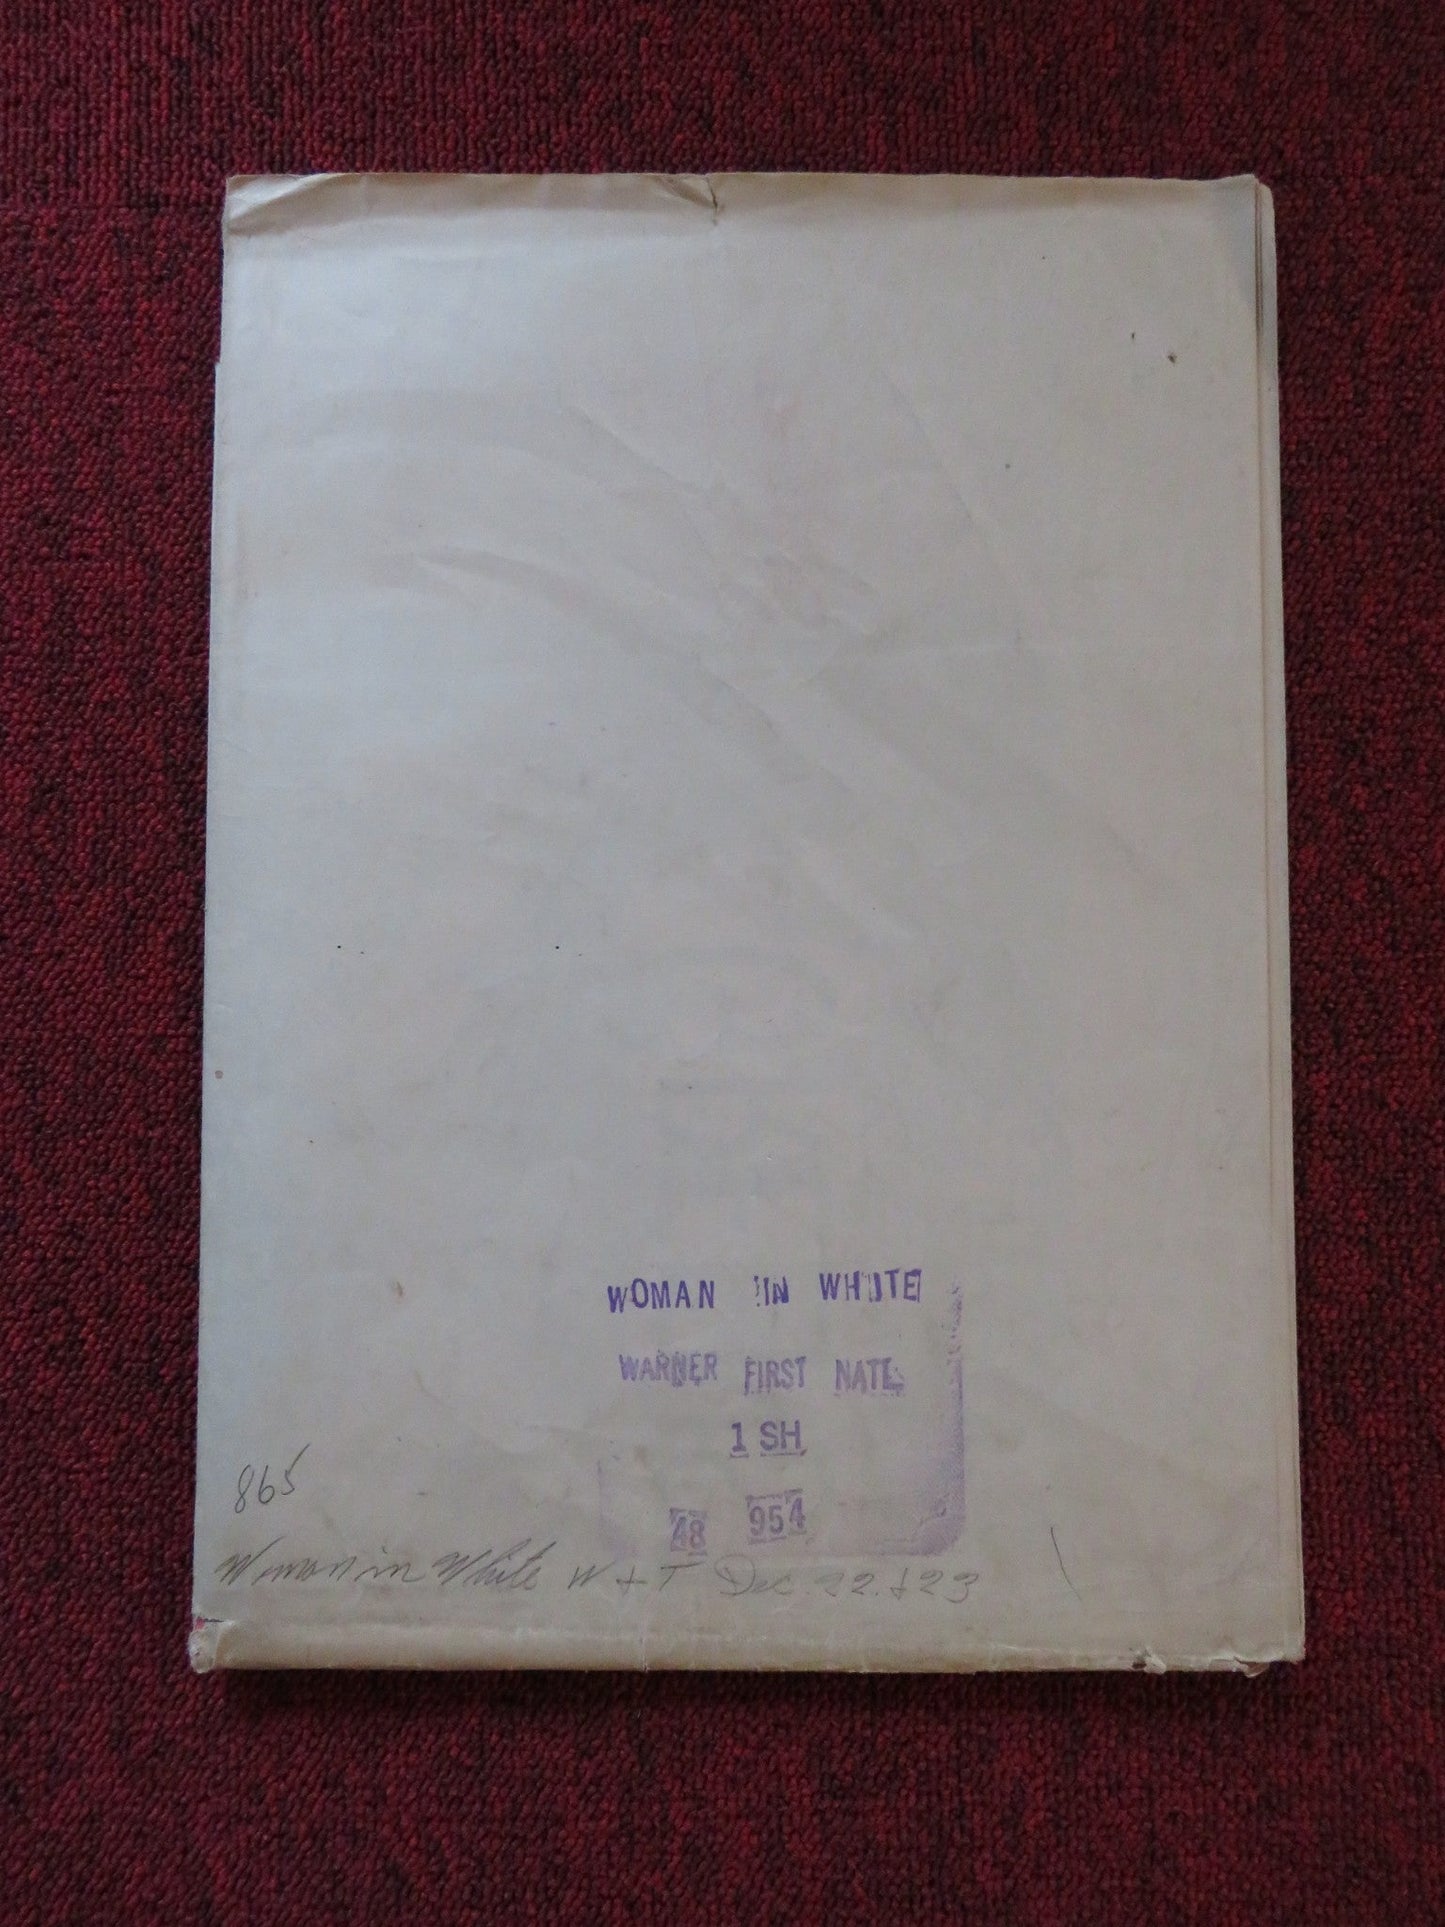 WOMAN IN WHITE
WARNER FIRST NATL
1 SH
48 954
865
Woman in White W + T Dec. 22. + 23